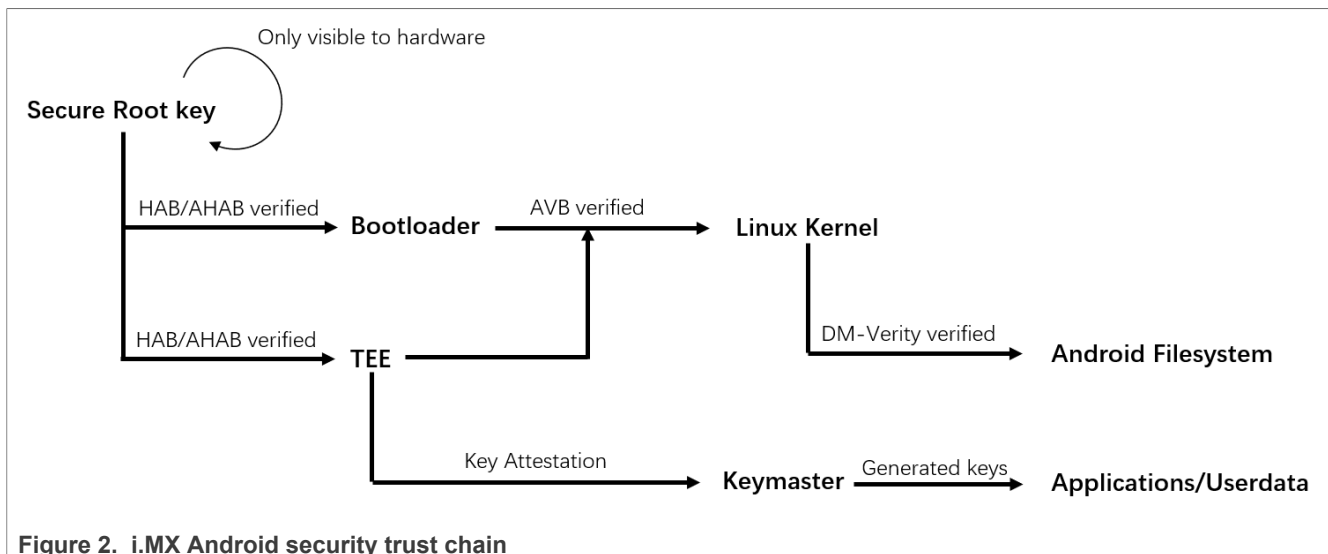 Only visible to hardware
Secure Root key
HAB/AHAB verified
Bootloader
AVB verified
Linux Kernel
HAB/AHAB verified
TEE
DM-Verity verified
Android Filesystem
Key Attestation
Keymaster
Generated keys
Applications/Userdata
Figure 2. i.MX Android security trust chain